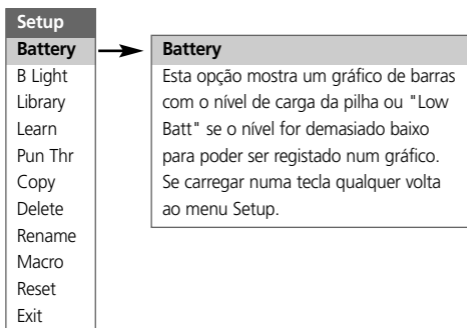 Setup
Battery
B Light
Library
Learn
Pun Thr
Copy
Delete
Rename
Macro
Reset
Exit
Battery
Esta opção mostra um gráfico de barras
com o nível de carga da pilha ou "Low
Batt" se o nível for demasiado baixo
para poder ser registado num gráfico.
Se carregar numa tecla qualquer volta
ao menu Setup.